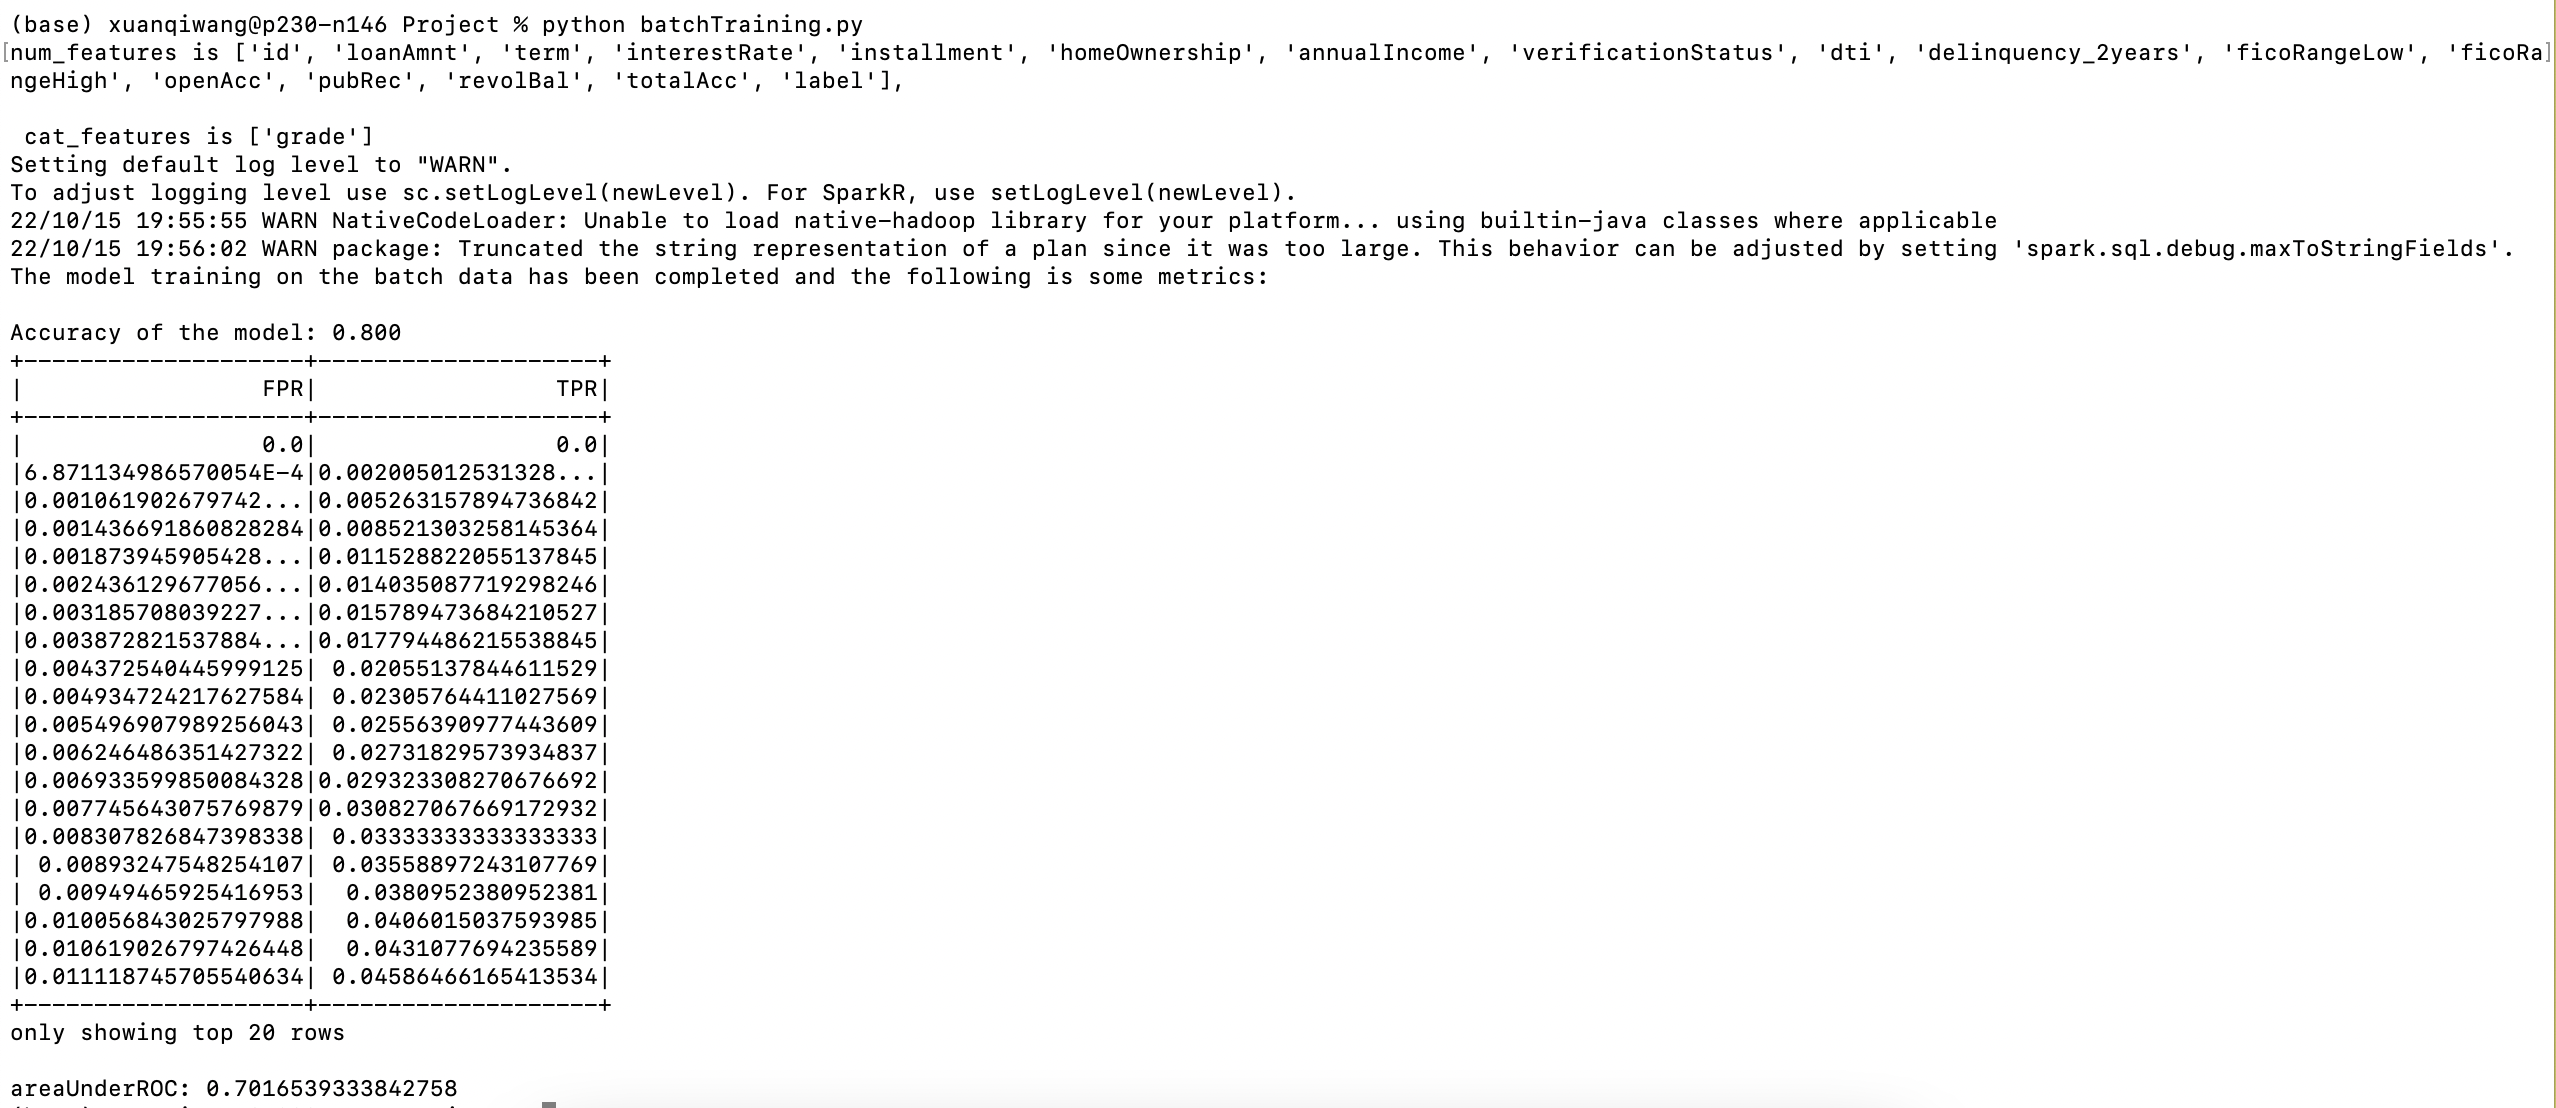 (base) xuanqiwang@p230-n146 Project % python batchTraining.py
[num_features is ['id', 'loanAmnt', 'term', 'interestRate', 'installment', 'homeOwnership', 'annualIncome', 'verificationStatus', 'dti', 'delinquency_2years', 'ficoRangeLow', 'ficoRa]
ngeHigh', 'openAcc', 'pubRec', 'revolBal', 'totalAcc', 'label'],
 cat_features is ['grade']
Setting default log level to "WARN".
To adjust logging level use sc.setLogLevel(newLevel). For SparkR, use setLogLevel(newLevel).
22/10/15 19:55:55 WARN NativeCodeLoader: Unable to load native-hadoop library for your platform... using builtin-java classes where applicable
22/10/15 19:56:02 WARN package: Truncated the string representation of a plan since it was too large. This behavior can be adjusted by setting 'spark.sql.debug.maxToStringFields'.
The model training on the batch data has been completed and the following is some metrics:
Accuracy of the model: 0.800
+--------------------+--------------------+
|                 FPR|                 TPR|
+--------------------+--------------------+
|                 0.0|                 0.0|
|6.871134986570054E-4|0.002005012531328...|
|0.001061902679742...|0.005263157894736842|
|0.001436691860828284|0.008521303258145364|
|0.001873945905428...|0.011528822055137845|
|0.002436129677056...|0.014035087719298246|
|0.003185708039227...|0.015789473684210527|
|0.003872821537884...|0.017794486215538845|
|0.004372540445999125| 0.02055137844611529|
|0.004934724217627584| 0.02305764411027569|
|0.005496907989256043| 0.02556390977443609|
|0.006246486351427322| 0.02731829573934837|
|0.006933599850084328|0.029323308270676692|
|0.007745643075769879|0.030827067669172932|
|0.008307826847398338| 0.03333333333333333|
| 0.00893247548254107| 0.03558897243107769|
| 0.00949465925416953|  0.0380952380952381|
|0.010056843025797988|  0.0406015037593985|
|0.010619026797426448|  0.0431077694235589|
|0.011118745705540634| 0.04586466165413534|
+--------------------+--------------------+
only showing top 20 rows
areaUnderROC: 0.7016539333842758